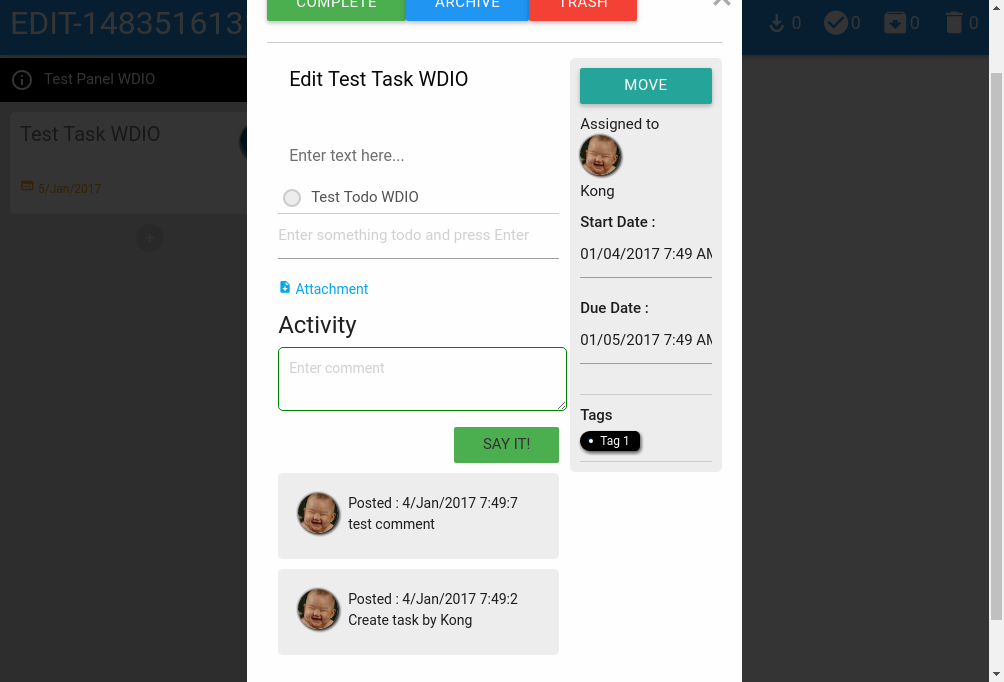 EDIT-148351613
0
0
0
0
COMPLETE
ARCHIVE
TRASH
Test Panel WDIO
Test Task WDIO
5/Jan/2017
Edit Test Task WDIO
Enter text here...
Test Todo WDIO
Enter something todo and press Enter
Attachment
Activity
Enter comment
SAY IT!
Posted : 4/Jan/2017 7:49:7
test comment
Posted : 4/Jan/2017 7:49:2
Create task by Kong
MOVE
Assigned to
Kong
Start Date :
01/04/2017 7:49 AM
Due Date :
01/05/2017 7:49 AM
Tags
Tag 1